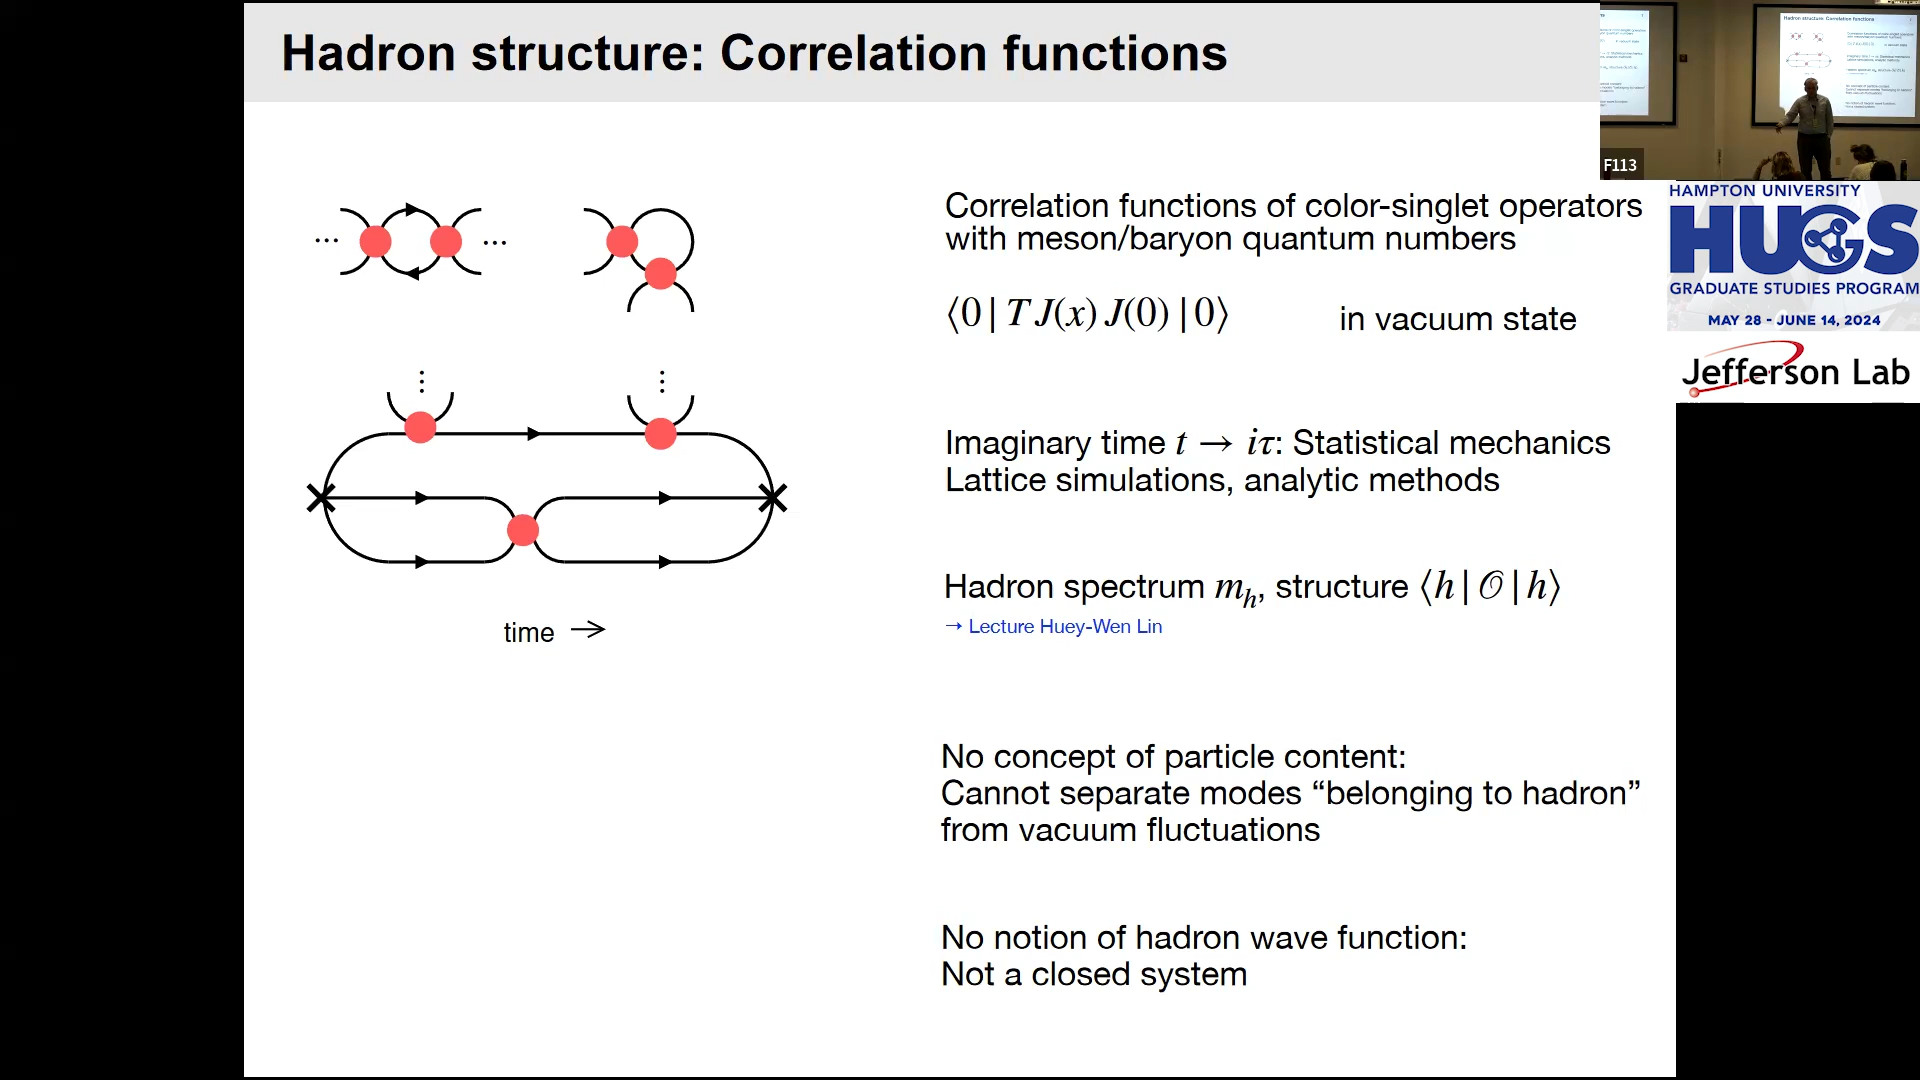 Hadron structure: Correlation functions
Correlation functions of color-singlet operators
with meson/baryon quantum numbers
⟨0 | T J(x) J(0) | 0⟩ in vacuum state
Imaginary time t → iτ: Statistical mechanics
Lattice simulations, analytic methods
Hadron spectrum m_h, structure ⟨h | 𝒪 | h⟩
→ Lecture Huey-Wen Lin
No concept of particle content:
Cannot separate modes “belonging to hadron”
from vacuum fluctuations
No notion of hadron wave function:
Not a closed system
... ...
⋮ ⋮
time →
F113
Hadron structure: Correlation functions
HAMPTON UNIVERSITY
HUGS
GRADUATE STUDIES PROGRAM
MAY 28 - JUNE 14, 2024
Jefferson Lab